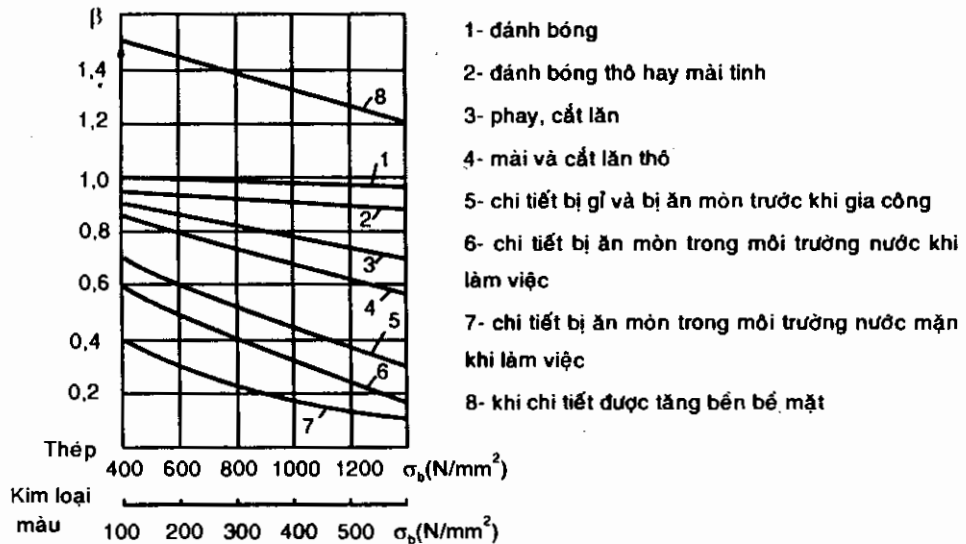 β
1,4
1,2
1.0
0.8
0,6
0,4
0,2
8
1
2
3
4
5
6
7
Thép
400 600 800 1000 1200 σb(N/mm²)
Kim loại
màu
100 200 300 400 500 σb(N/mm²)
1- đánh bóng
2- đánh bóng thô hay mài tinh
3- phay, cắt lăn
4- mài và cắt lăn thô
5- chi tiết bị gỉ và bị ăn mòn trước khi gia công
6- chi tiết bị ăn mòn trong môi trường nước khi
làm việc
7- chi tiết bị ăn mòn trong môi trường nước mặn
khi làm việc
8- khi chi tiết được tăng bền bề mặt